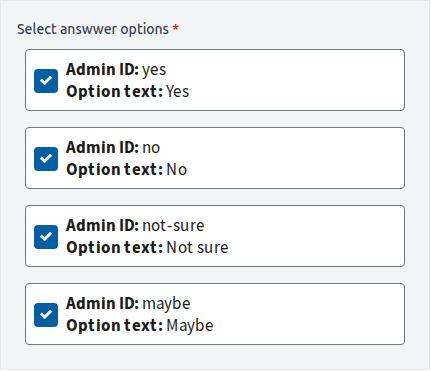 Select answwer options *
Admin ID: yes
Option text: Yes
Admin ID: no
Option text: No
Admin ID: not-sure
Option text: Not sure
Admin ID: maybe
Option text: Maybe